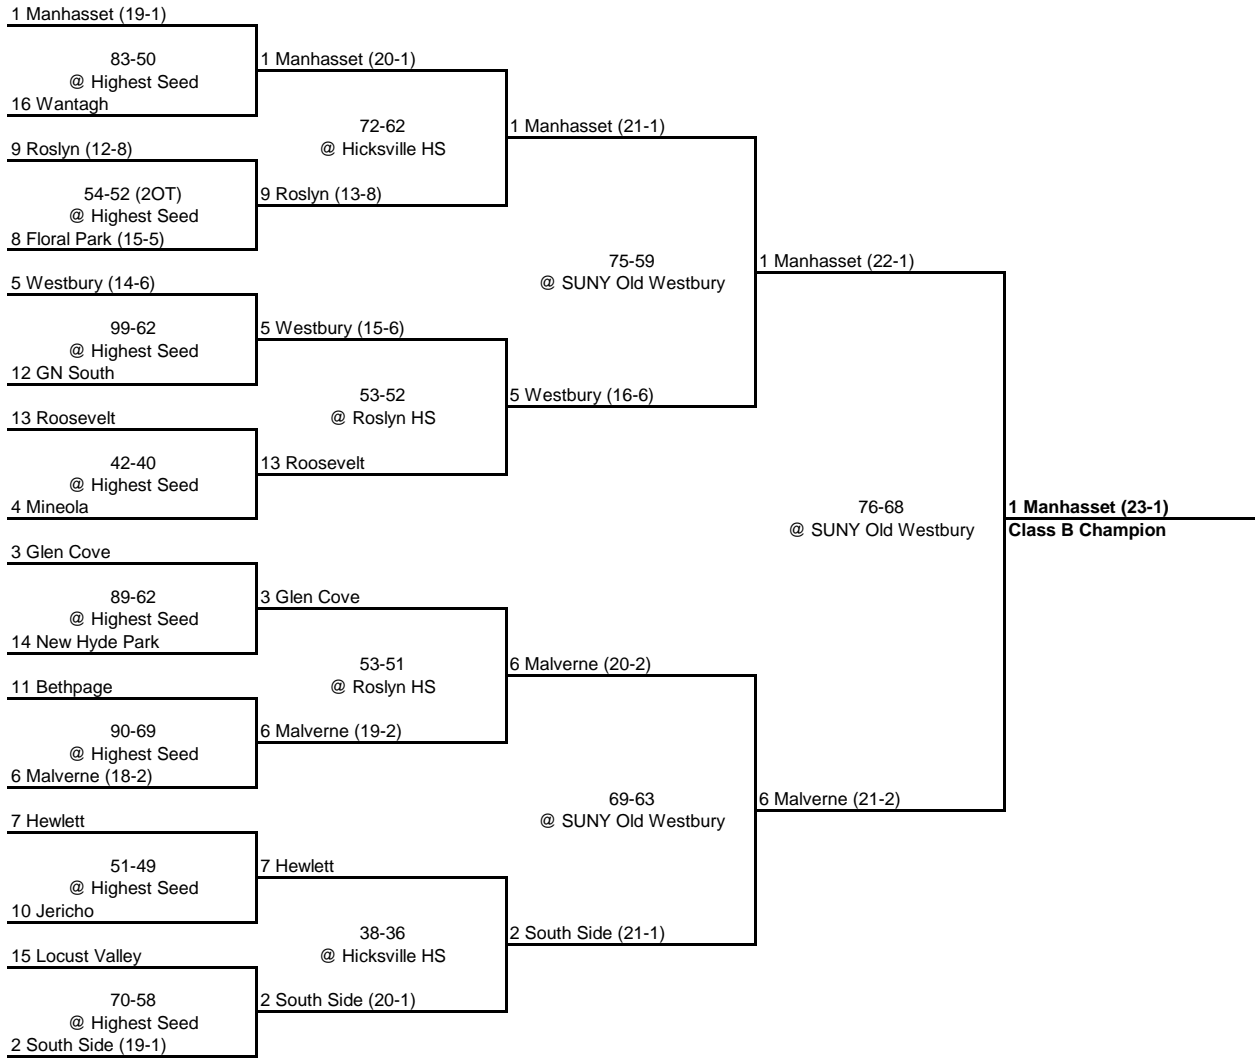 1 Manhasset (19-1)
83-50
@ Highest Seed
16 Wantagh
9 Roslyn (12-8)
54-52 (2OT)
@ Highest Seed
8 Floral Park (15-5)
5 Westbury (14-6)
99-62
@ Highest Seed
12 GN South
13 Roosevelt
42-40
@ Highest Seed
4 Mineola
3 Glen Cove
89-62
@ Highest Seed
14 New Hyde Park
11 Bethpage
90-69
@ Highest Seed
6 Malverne (18-2)
7 Hewlett
51-49
@ Highest Seed
10 Jericho
15 Locust Valley
70-58
@ Highest Seed
2 South Side (19-1)
1 Manhasset (20-1)
72-62
@ Hicksville HS
9 Roslyn (13-8)
5 Westbury (15-6)
53-52
@ Roslyn HS
13 Roosevelt
3 Glen Cove
53-51
@ Roslyn HS
6 Malverne (19-2)
7 Hewlett
38-36
@ Hicksville HS
2 South Side (20-1)
1 Manhasset (21-1)
75-59
@ SUNY Old Westbury
5 Westbury (16-6)
6 Malverne (20-2)
69-63
@ SUNY Old Westbury
2 South Side (21-1)
1 Manhasset (22-1)
76-68
@ SUNY Old Westbury
6 Malverne (21-2)
1 Manhasset (23-1)
Class B Champion